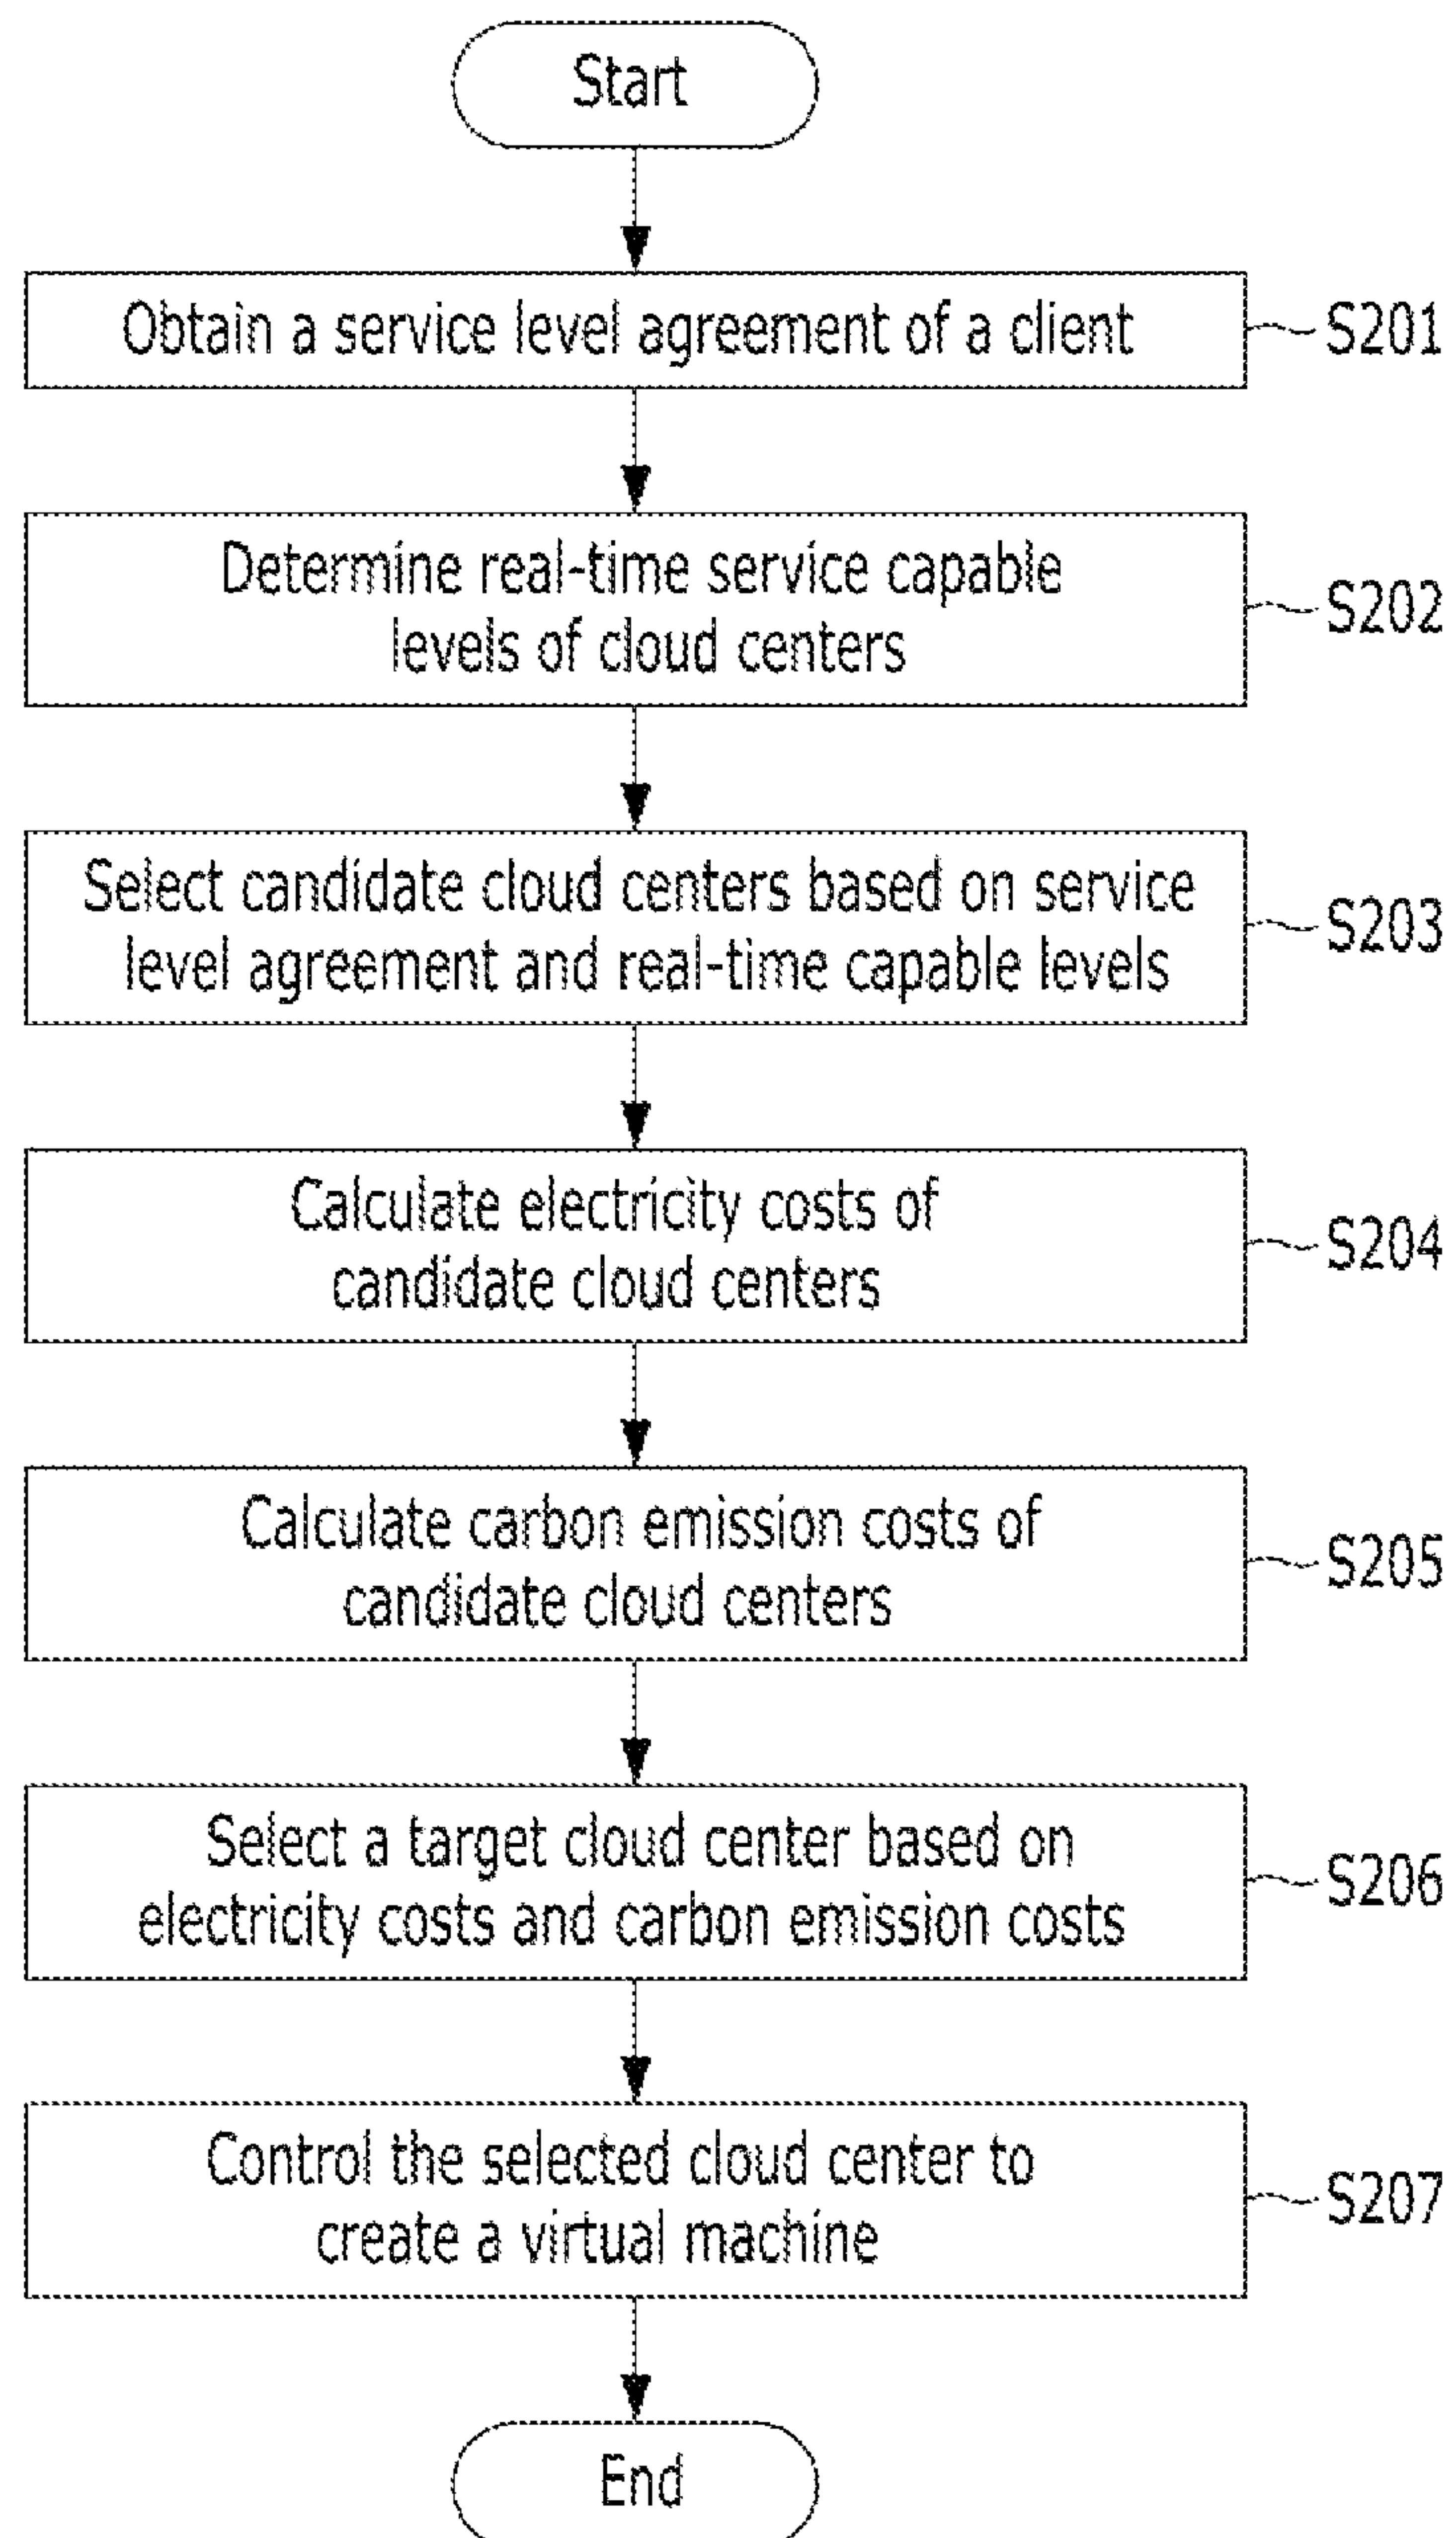 Start
Obtain a service level agreement of a client
S201
Determine real-time service capable
levels of cloud centers
S202
Select candidate cloud centers based on service
level agreement and real-time capable levels
S203
Calculate electricity costs of
candidate cloud centers
S204
Calculate carbon emission costs of
candidate cloud centers
S205
Select a target cloud center based on
electricity costs and carbon emission costs
S206
Control the selected cloud center to
create a virtual machine
S207
End